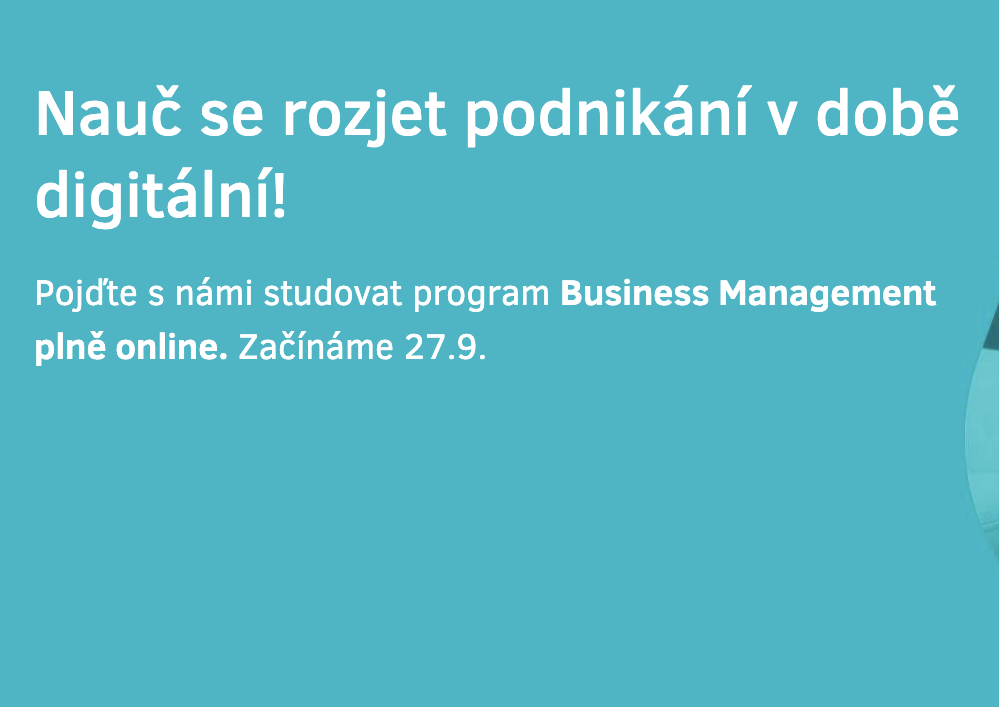 Nauč se rozjet podnikání v době
digitální!
Pojďte s námi studovat program Business Management
plně online. Začínáme 27.9.